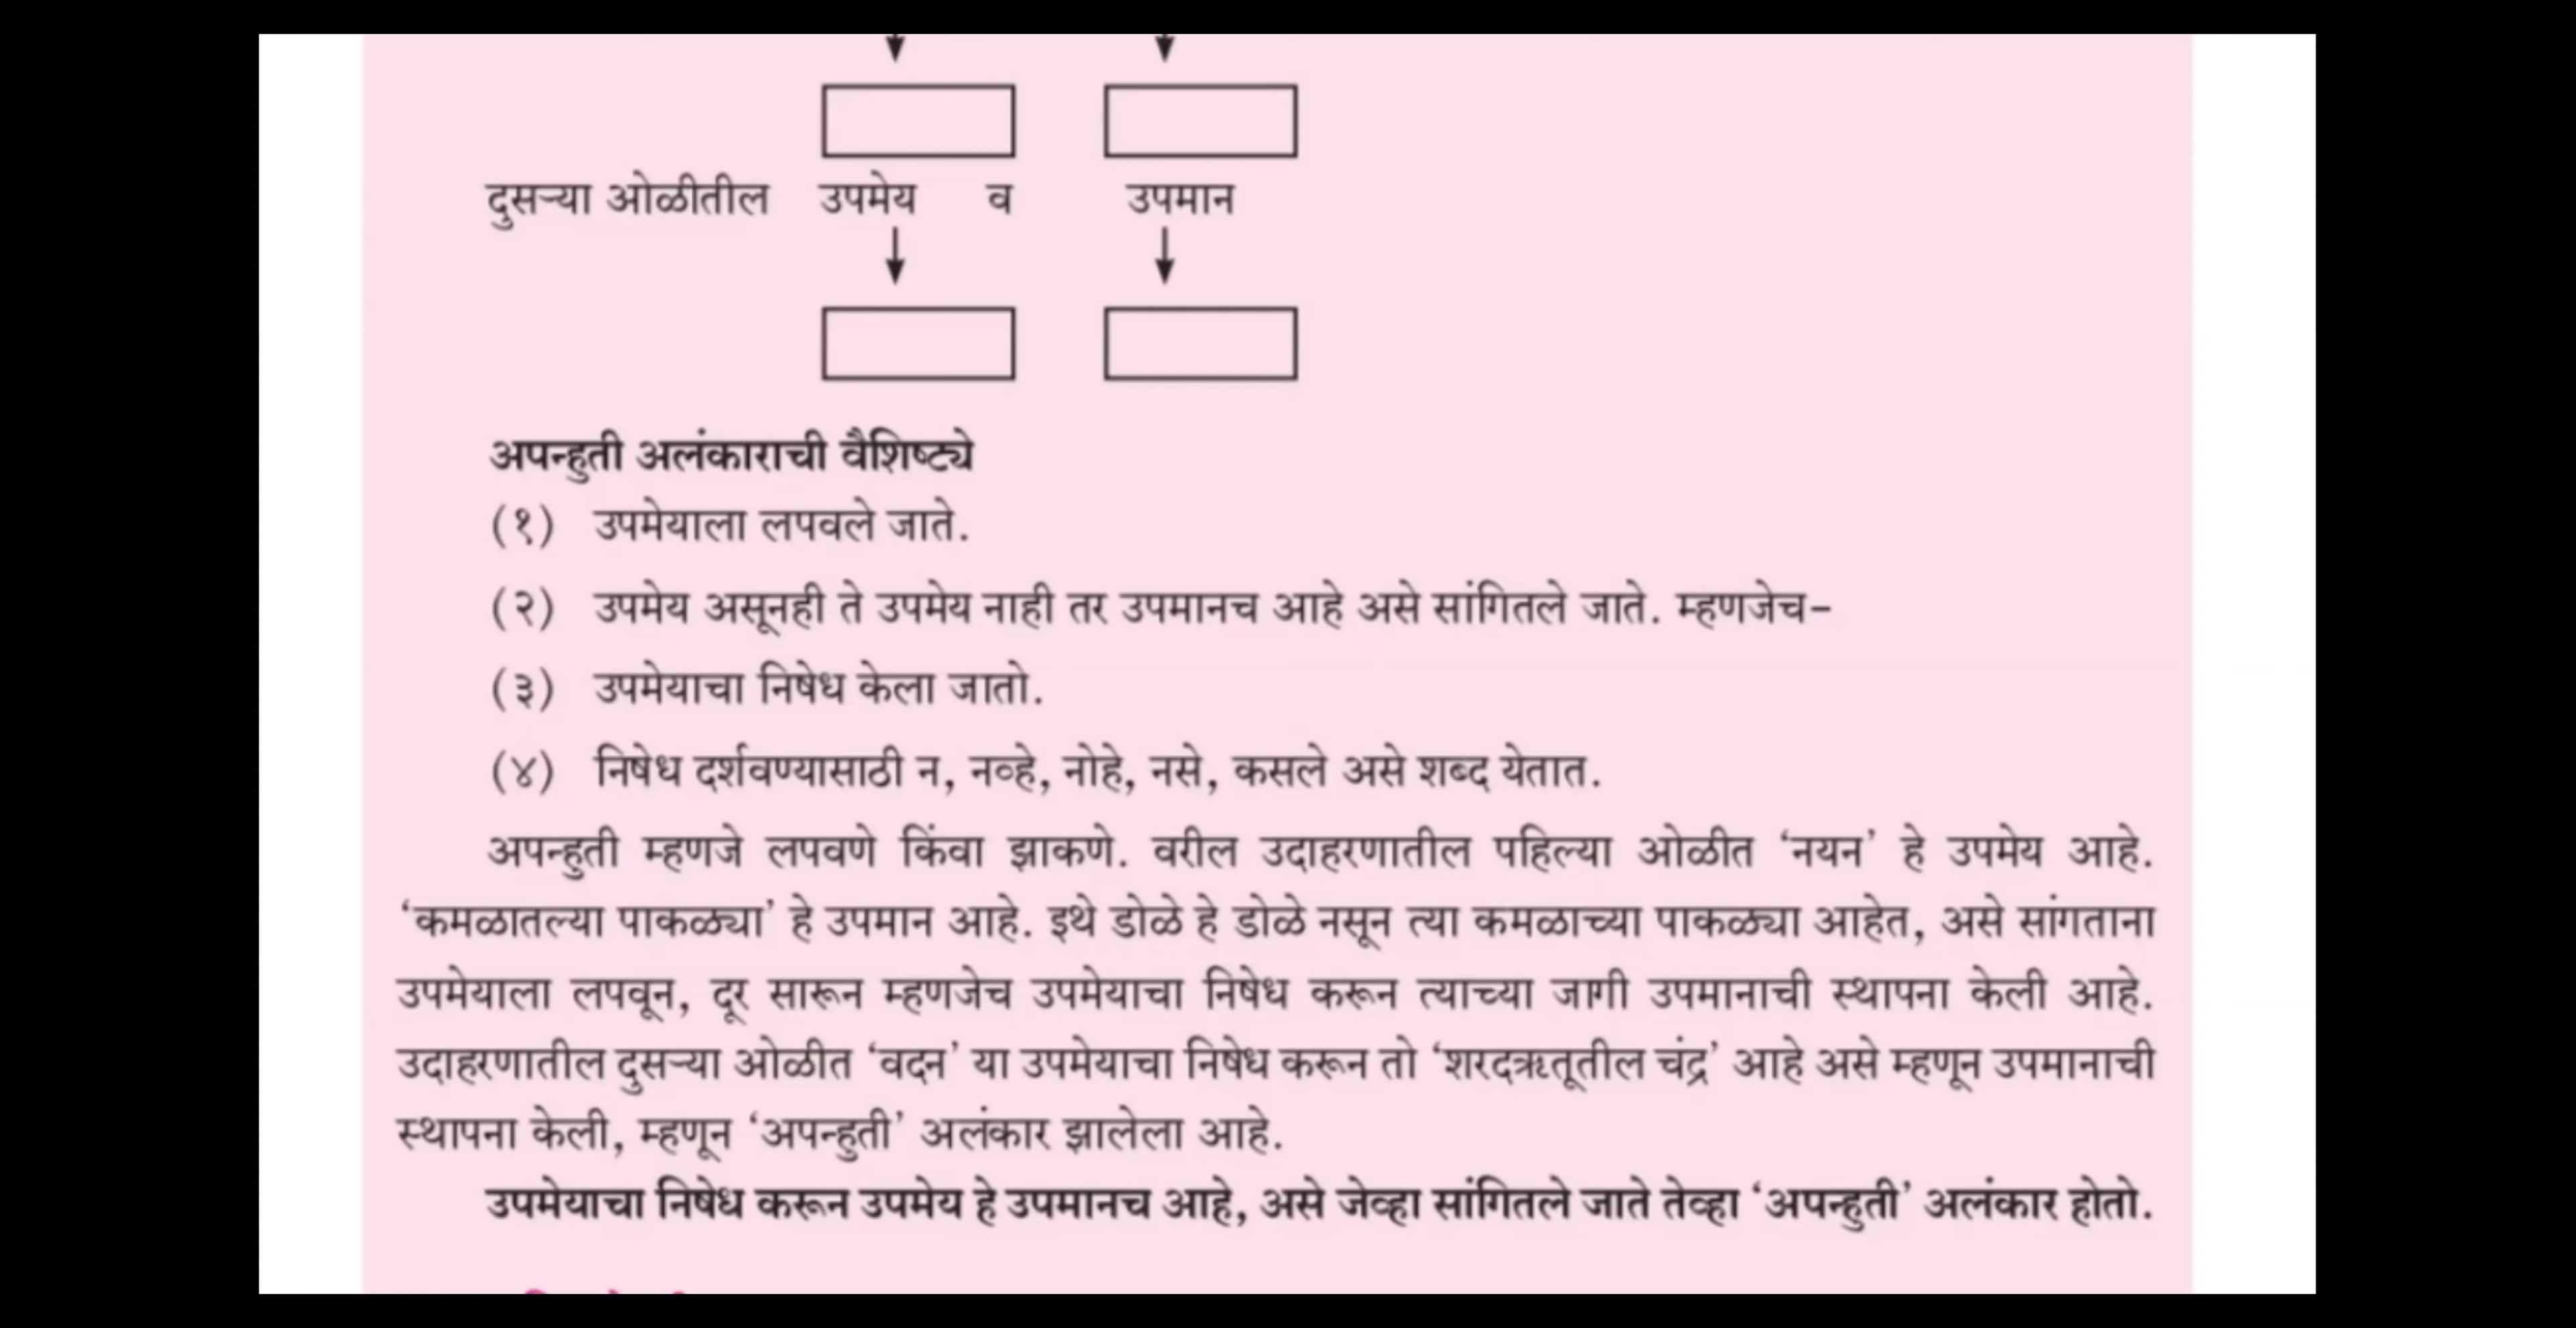 दुसऱ्या ओळीतील उपमेय व उपमान
अपन्हुती अलंकाराची वैशिष्ट्ये
(१) उपमेयाला लपवले जाते.
(२) उपमेय असूनही ते उपमेय नाही तर उपमानच आहे असे सांगितले जाते. म्हणजेच–
(३) उपमेयाचा निषेध केला जातो.
(४) निषेध दर्शवण्यासाठी न, नव्हे, नोहे, नसे, कसले असे शब्द येतात.
अपन्हुती म्हणजे लपवणे किंवा झाकणे. वरील उदाहरणातील पहिल्या ओळीत ‘नयन’ हे उपमेय आहे.
‘कमळातल्या पाकळ्या’ हे उपमान आहे. इथे डोळे हे डोळे नसून त्या कमळाच्या पाकळ्या आहेत, असे सांगताना
उपमेयाला लपवून, दूर सारून म्हणजेच उपमेयाचा निषेध करून त्याच्या जागी उपमानाची स्थापना केली आहे.
उदाहरणातील दुसऱ्या ओळीत ‘वदन’ या उपमेयाचा निषेध करून तो ‘शरदऋतूतील चंद्र’ आहे असे म्हणून उपमानाची
स्थापना केली, म्हणून ‘अपन्हुती’ अलंकार झालेला आहे.
उपमेयाचा निषेध करून उपमेय हे उपमानच आहे, असे जेव्हा सांगितले जाते तेव्हा ‘अपन्हुती’ अलंकार होतो.